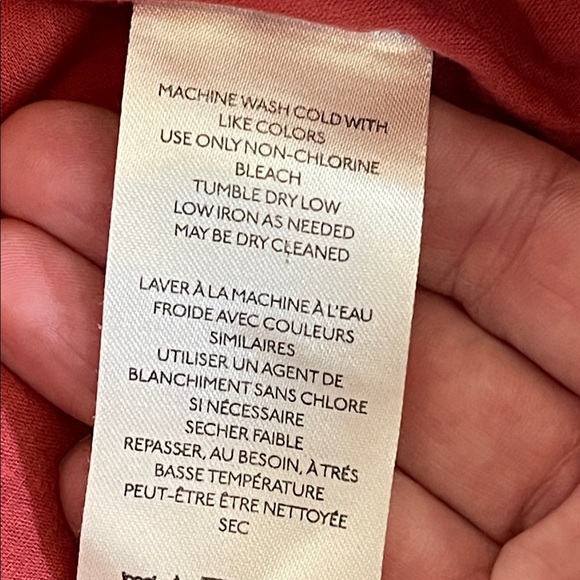 MACHINE WASH COLD WITH
LIKE COLORS
USE ONLY NON-CHLORINE
BLEACH
TUMBLE DRY LOW
LOW IRON AS NEEDED
MAY BE DRY CLEANED
LAVER À LA MACHINE À L'EAU
FROIDE AVEC COULEURS
SIMILAIRES
UTILISER UN AGENT DE
BLANCHIMENT SANS CHLORE
SI NÉCESSAIRE
SECHER FAIBLE
REPASSER, AU BESOIN, À TRÉS
BASSE TEMPÉRATURE
PEUT-ÊTRE ÊTRE NETTOYÉE
SEC